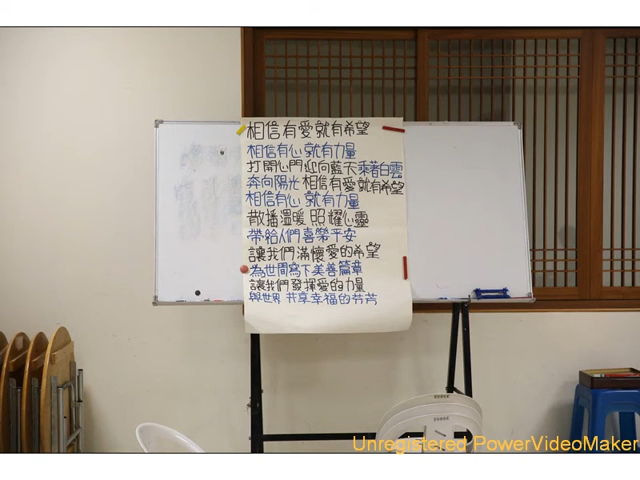 相信有愛就有希望
相信有心就有力量
打開心門迎向藍天乘著白雲
奔向陽光相信有愛就有希望
相信有心就有力量
散播溫暖照耀心靈
帶給人們喜樂平安
讓我們滿懷愛的希望
為世間寫下美善篇章
讓我們發揮愛的力量
與世界共享幸福的芬芳
Unregistered PowerVideoMaker